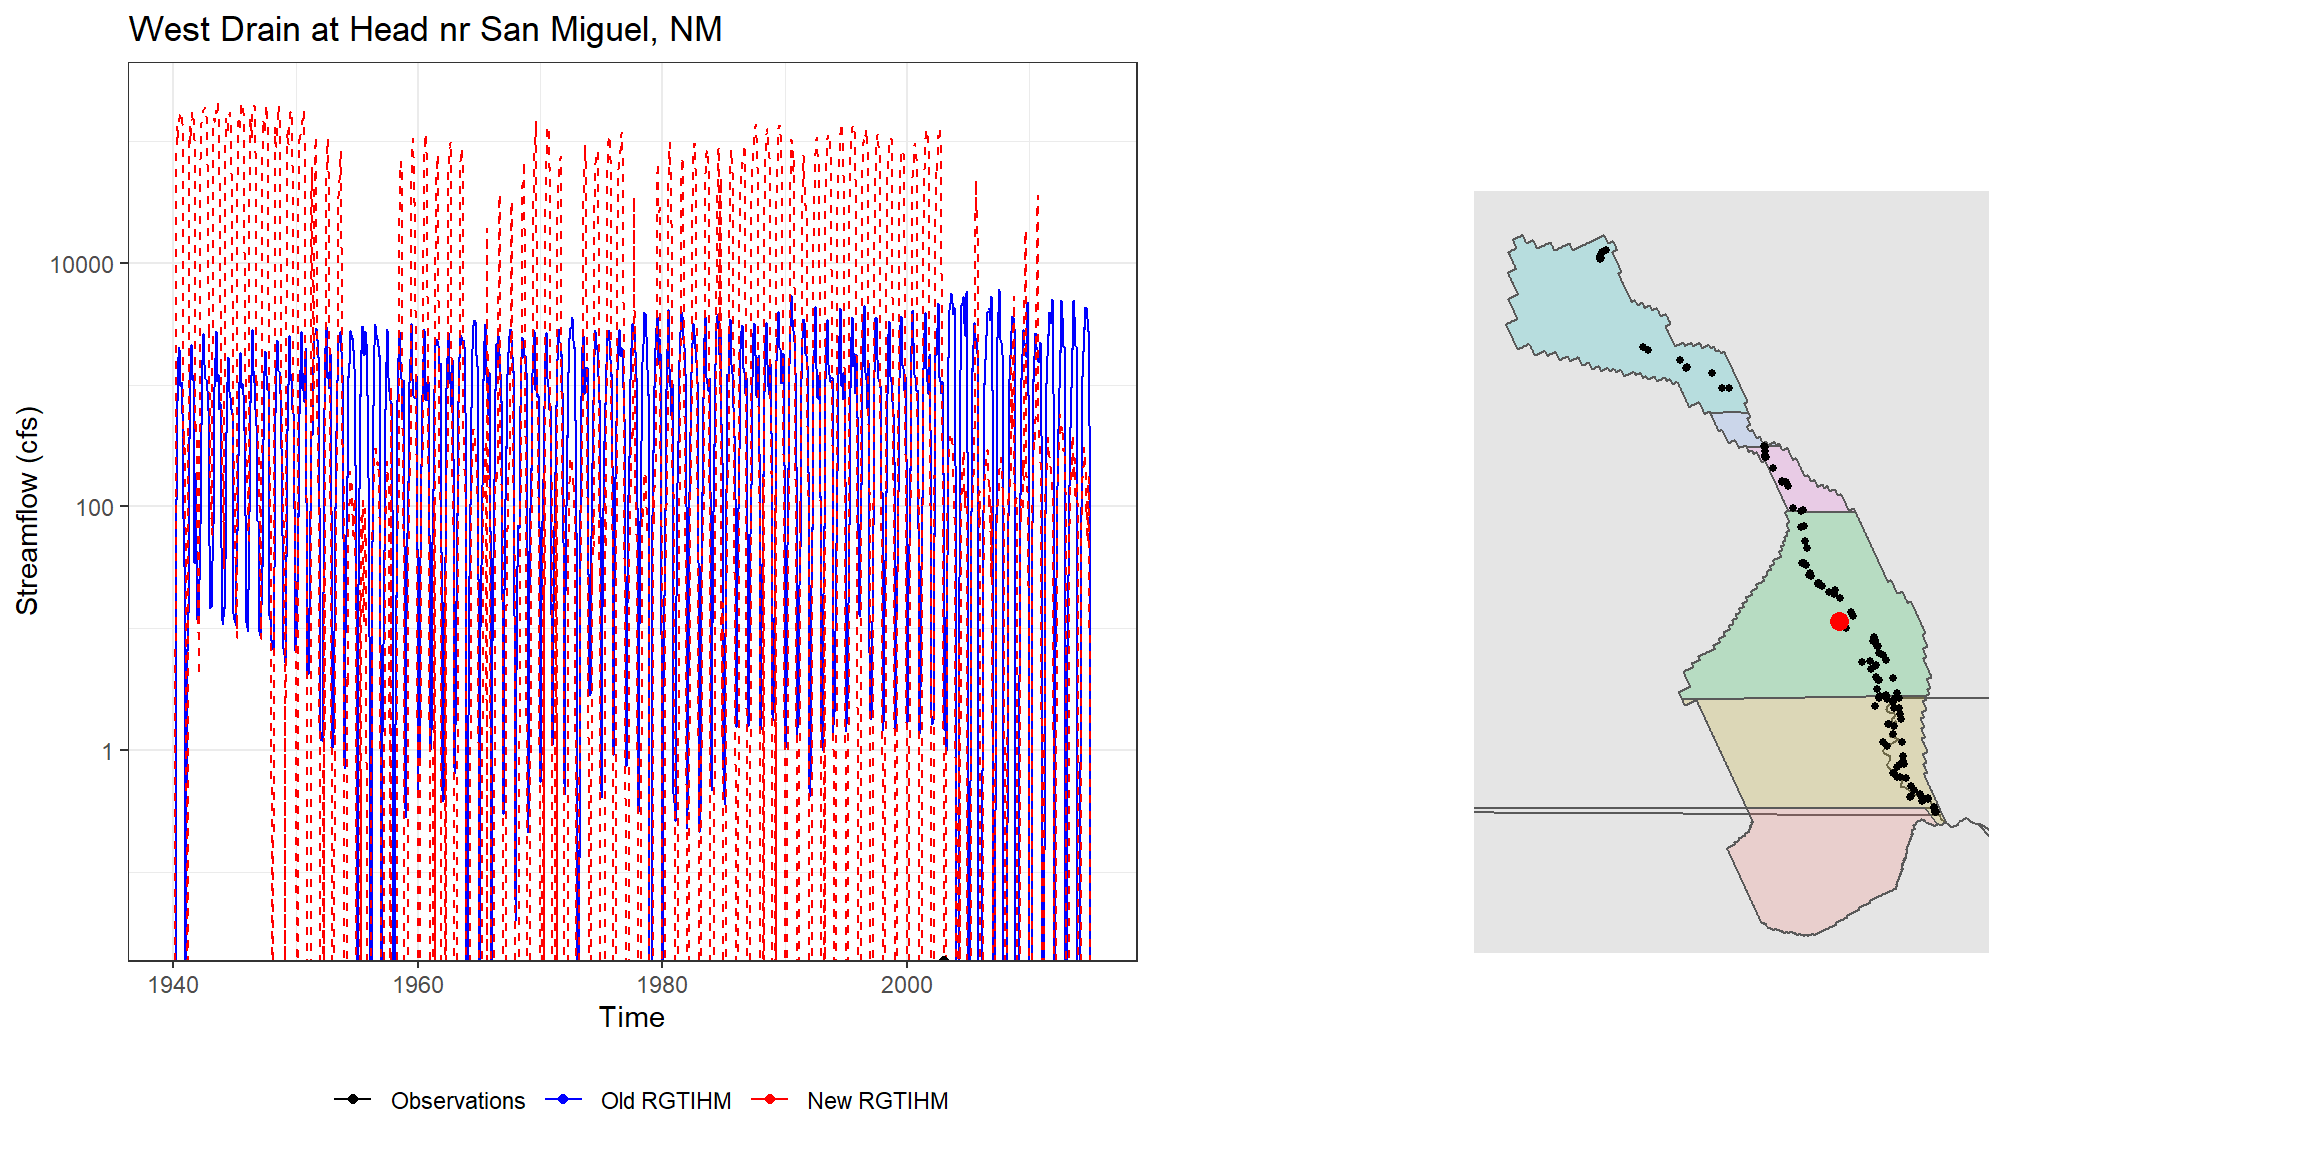 West Drain at Head nr San Miguel, NM
Streamflow (cfs)
10000
100
1
1940 1960 1980 2000
Time
Observations Old RGTIHM New RGTIHM